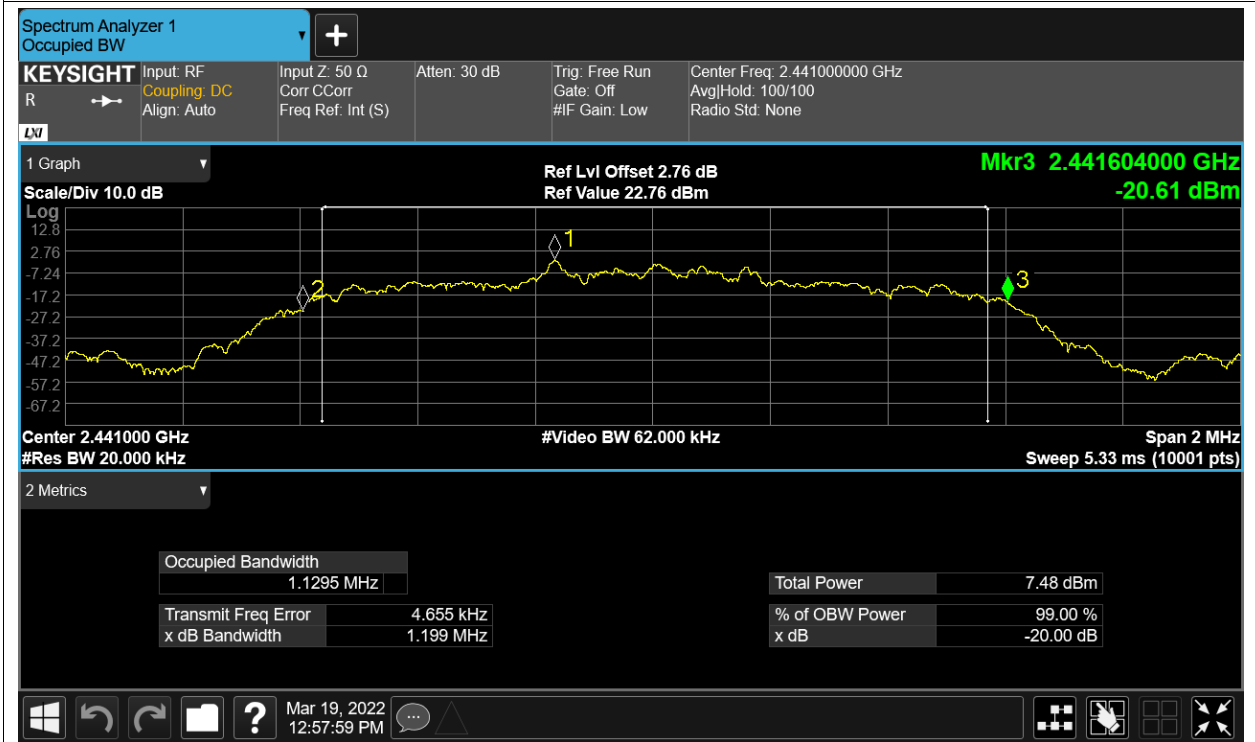 Spectrum Analyzer 1
Occupied BW
KEYSIGHT
R
LXI
Input: RF
Coupling: DC
Align: Auto
Input Z: 50 Ω
Corr CCorr
Freq Ref: Int (S)
Atten: 30 dB
Trig: Free Run
Gate: Off
#IF Gain: Low
Center Freq: 2.441000000 GHz
Avg|Hold: 100/100
Radio Std: None
1 Graph
Scale/Div 10.0 dB
Ref Lvl Offset 2.76 dB
Ref Value 22.76 dBm
Mkr3 2.441604000 GHz
-20.61 dBm
Log
12.8
2.76
-7.24
-17.2
-27.2
-37.2
-47.2
-57.2
-67.2
1
2
3
Center 2.441000 GHz
#Res BW 20.000 kHz
#Video BW 62.000 kHz
Span 2 MHz
Sweep 5.33 ms (10001 pts)
2 Metrics
Occupied Bandwidth
1.1295 MHz
Transmit Freq Error 4.655 kHz
x dB Bandwidth 1.199 MHz
Total Power 7.48 dBm
% of OBW Power 99.00 %
x dB -20.00 dB
?
Mar 19, 2022
12:57:59 PM